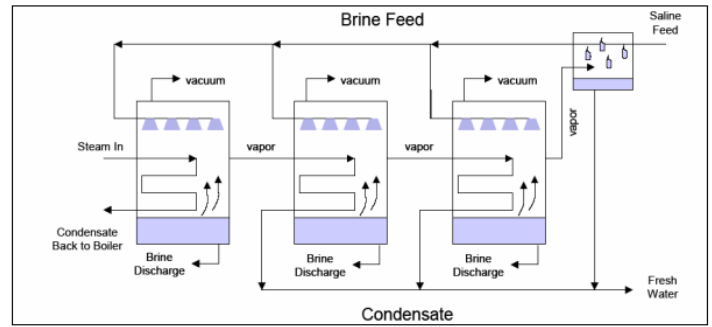 Brine Feed
Saline
Feed
vacuum
vacuum
vacuum
Steam In
vapor
vapor
vapor
Condensate
Back to Boiler
Brine
Discharge
Brine
Discharge
Brine
Discharge
Fresh
Water
Condensate